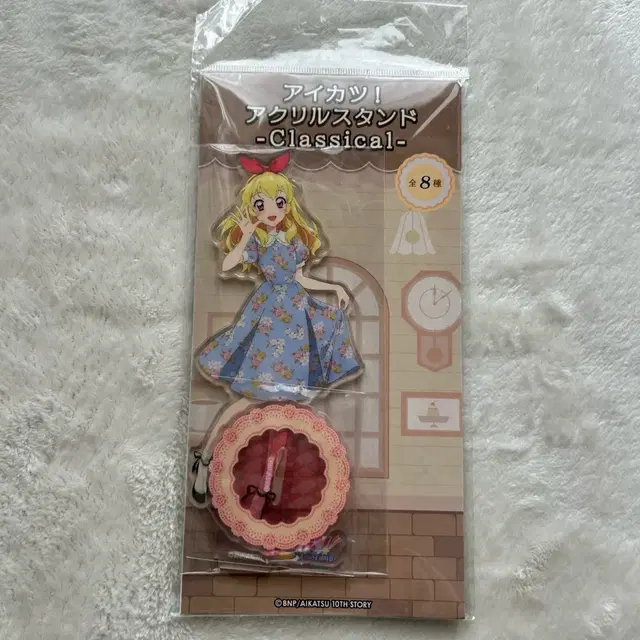 アイカツ!
アクリルスタンド
-Classical-
全8種
©BNP/AIKATSU 10TH STORY